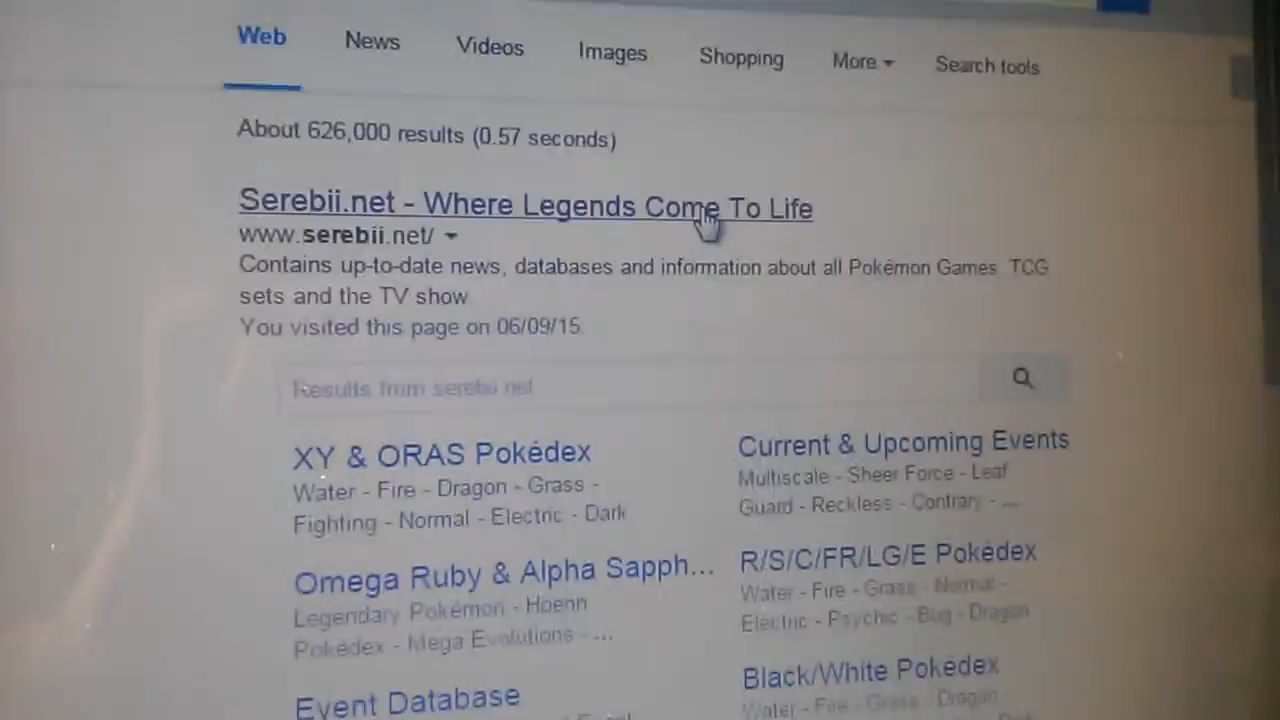 Web News Videos Images Shopping More Search tools
About 626,000 results (0.57 seconds)
Serebii.net - Where Legends Come To Life
www.serebii.net/
Contains up-to-date news, databases and information about all Pokémon Games, TCG
sets and the TV show
You visited this page on 06/09/15.
Results from serebii.net
XY & ORAS Pokédex
Water - Fire - Dragon - Grass -
Fighting - Normal - Electric - Dark
Omega Ruby & Alpha Sapph...
Legendary Pokémon - Hoenn
Pokédex - Mega Evolutions - ...
Event Database
Current & Upcoming Events
Multiscale - Sheer Force - Leaf
Guard - Reckless - Contrary - ...
R/S/C/FR/LG/E Pokédex
Water - Fire - Grass - Normal -
Electric - Psychic - Bug - Dragon
Black/White Pokédex
Water - Fire - Grass - Dragon -